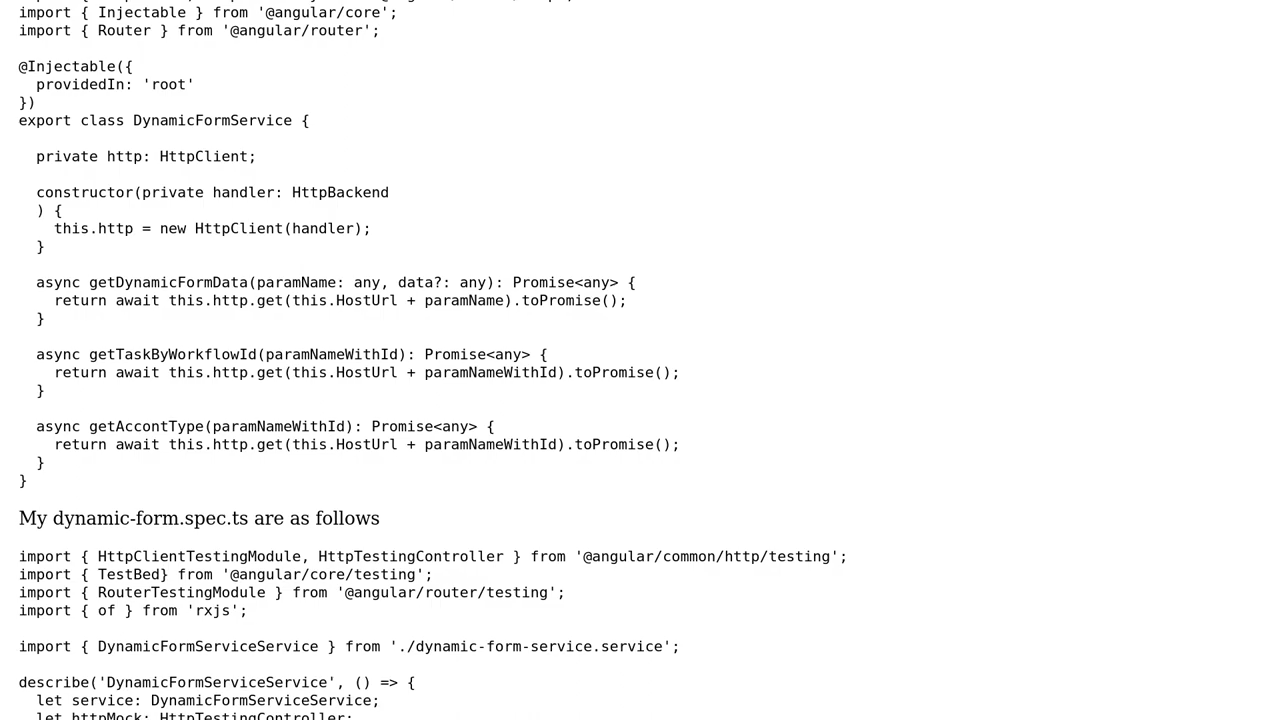 import { Injectable } from '@angular/core';
import { Router } from '@angular/router';

@Injectable({
  providedIn: 'root'
})
export class DynamicFormService {

  private http: HttpClient;

  constructor(private handler: HttpBackend
  ) {
    this.http = new HttpClient(handler);
  }

  async getDynamicFormData(paramName: any, data?: any): Promise<any> {
    return await this.http.get(this.HostUrl + paramName).toPromise();
  }

  async getTaskByWorkflowId(paramNameWithId): Promise<any> {
    return await this.http.get(this.HostUrl + paramNameWithId).toPromise();
  }

  async getAccontType(paramNameWithId): Promise<any> {
    return await this.http.get(this.HostUrl + paramNameWithId).toPromise();
  }
}

My dynamic-form.spec.ts are as follows

import { HttpClientTestingModule, HttpTestingController } from '@angular/common/http/testing';
import { TestBed} from '@angular/core/testing';
import { RouterTestingModule } from '@angular/router/testing';
import { of } from 'rxjs';

import { DynamicFormServiceService } from './dynamic-form-service.service';

describe('DynamicFormServiceService', () => {
  let service: DynamicFormServiceService;
  let httpMock: HttpTestingController;